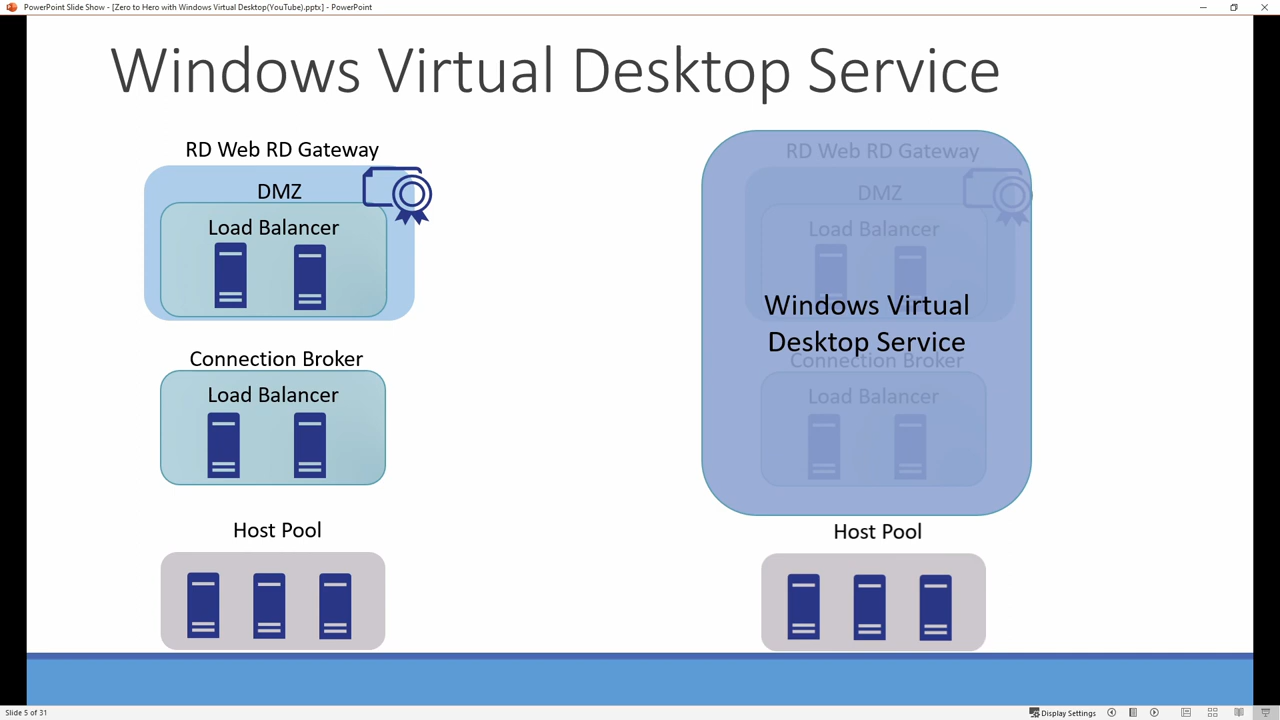 PowerPoint Slide Show - [Zero to Hero with Windows Virtual Desktop(YouTube).pptx] - PowerPoint
Windows Virtual Desktop Service
RD Web RD Gateway
DMZ
Load Balancer
Connection Broker
Load Balancer
Host Pool
RD Web RD Gateway
DMZ
Load Balancer
Windows Virtual
Desktop Service
Connection Broker
Load Balancer
Host Pool
Slide 5 of 31
Display Settings